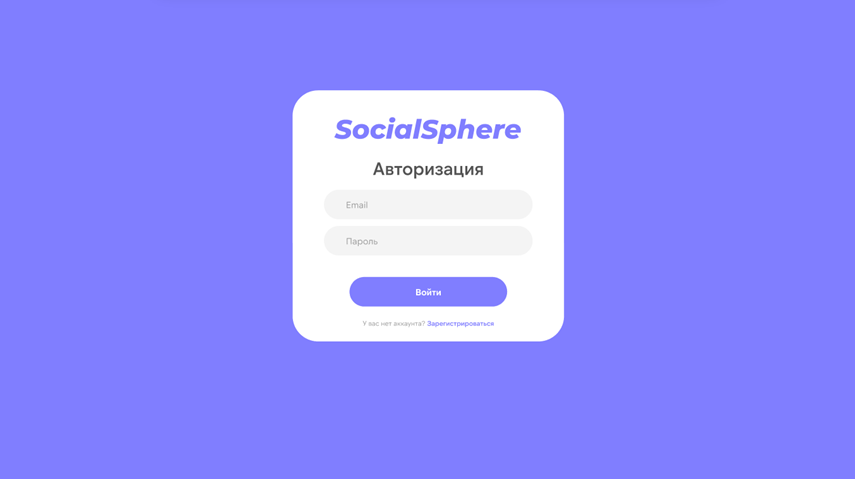 SocialSphere
Авторизация
Email
Пароль
Войти
У вас нет аккаунта? Зарегистрироваться